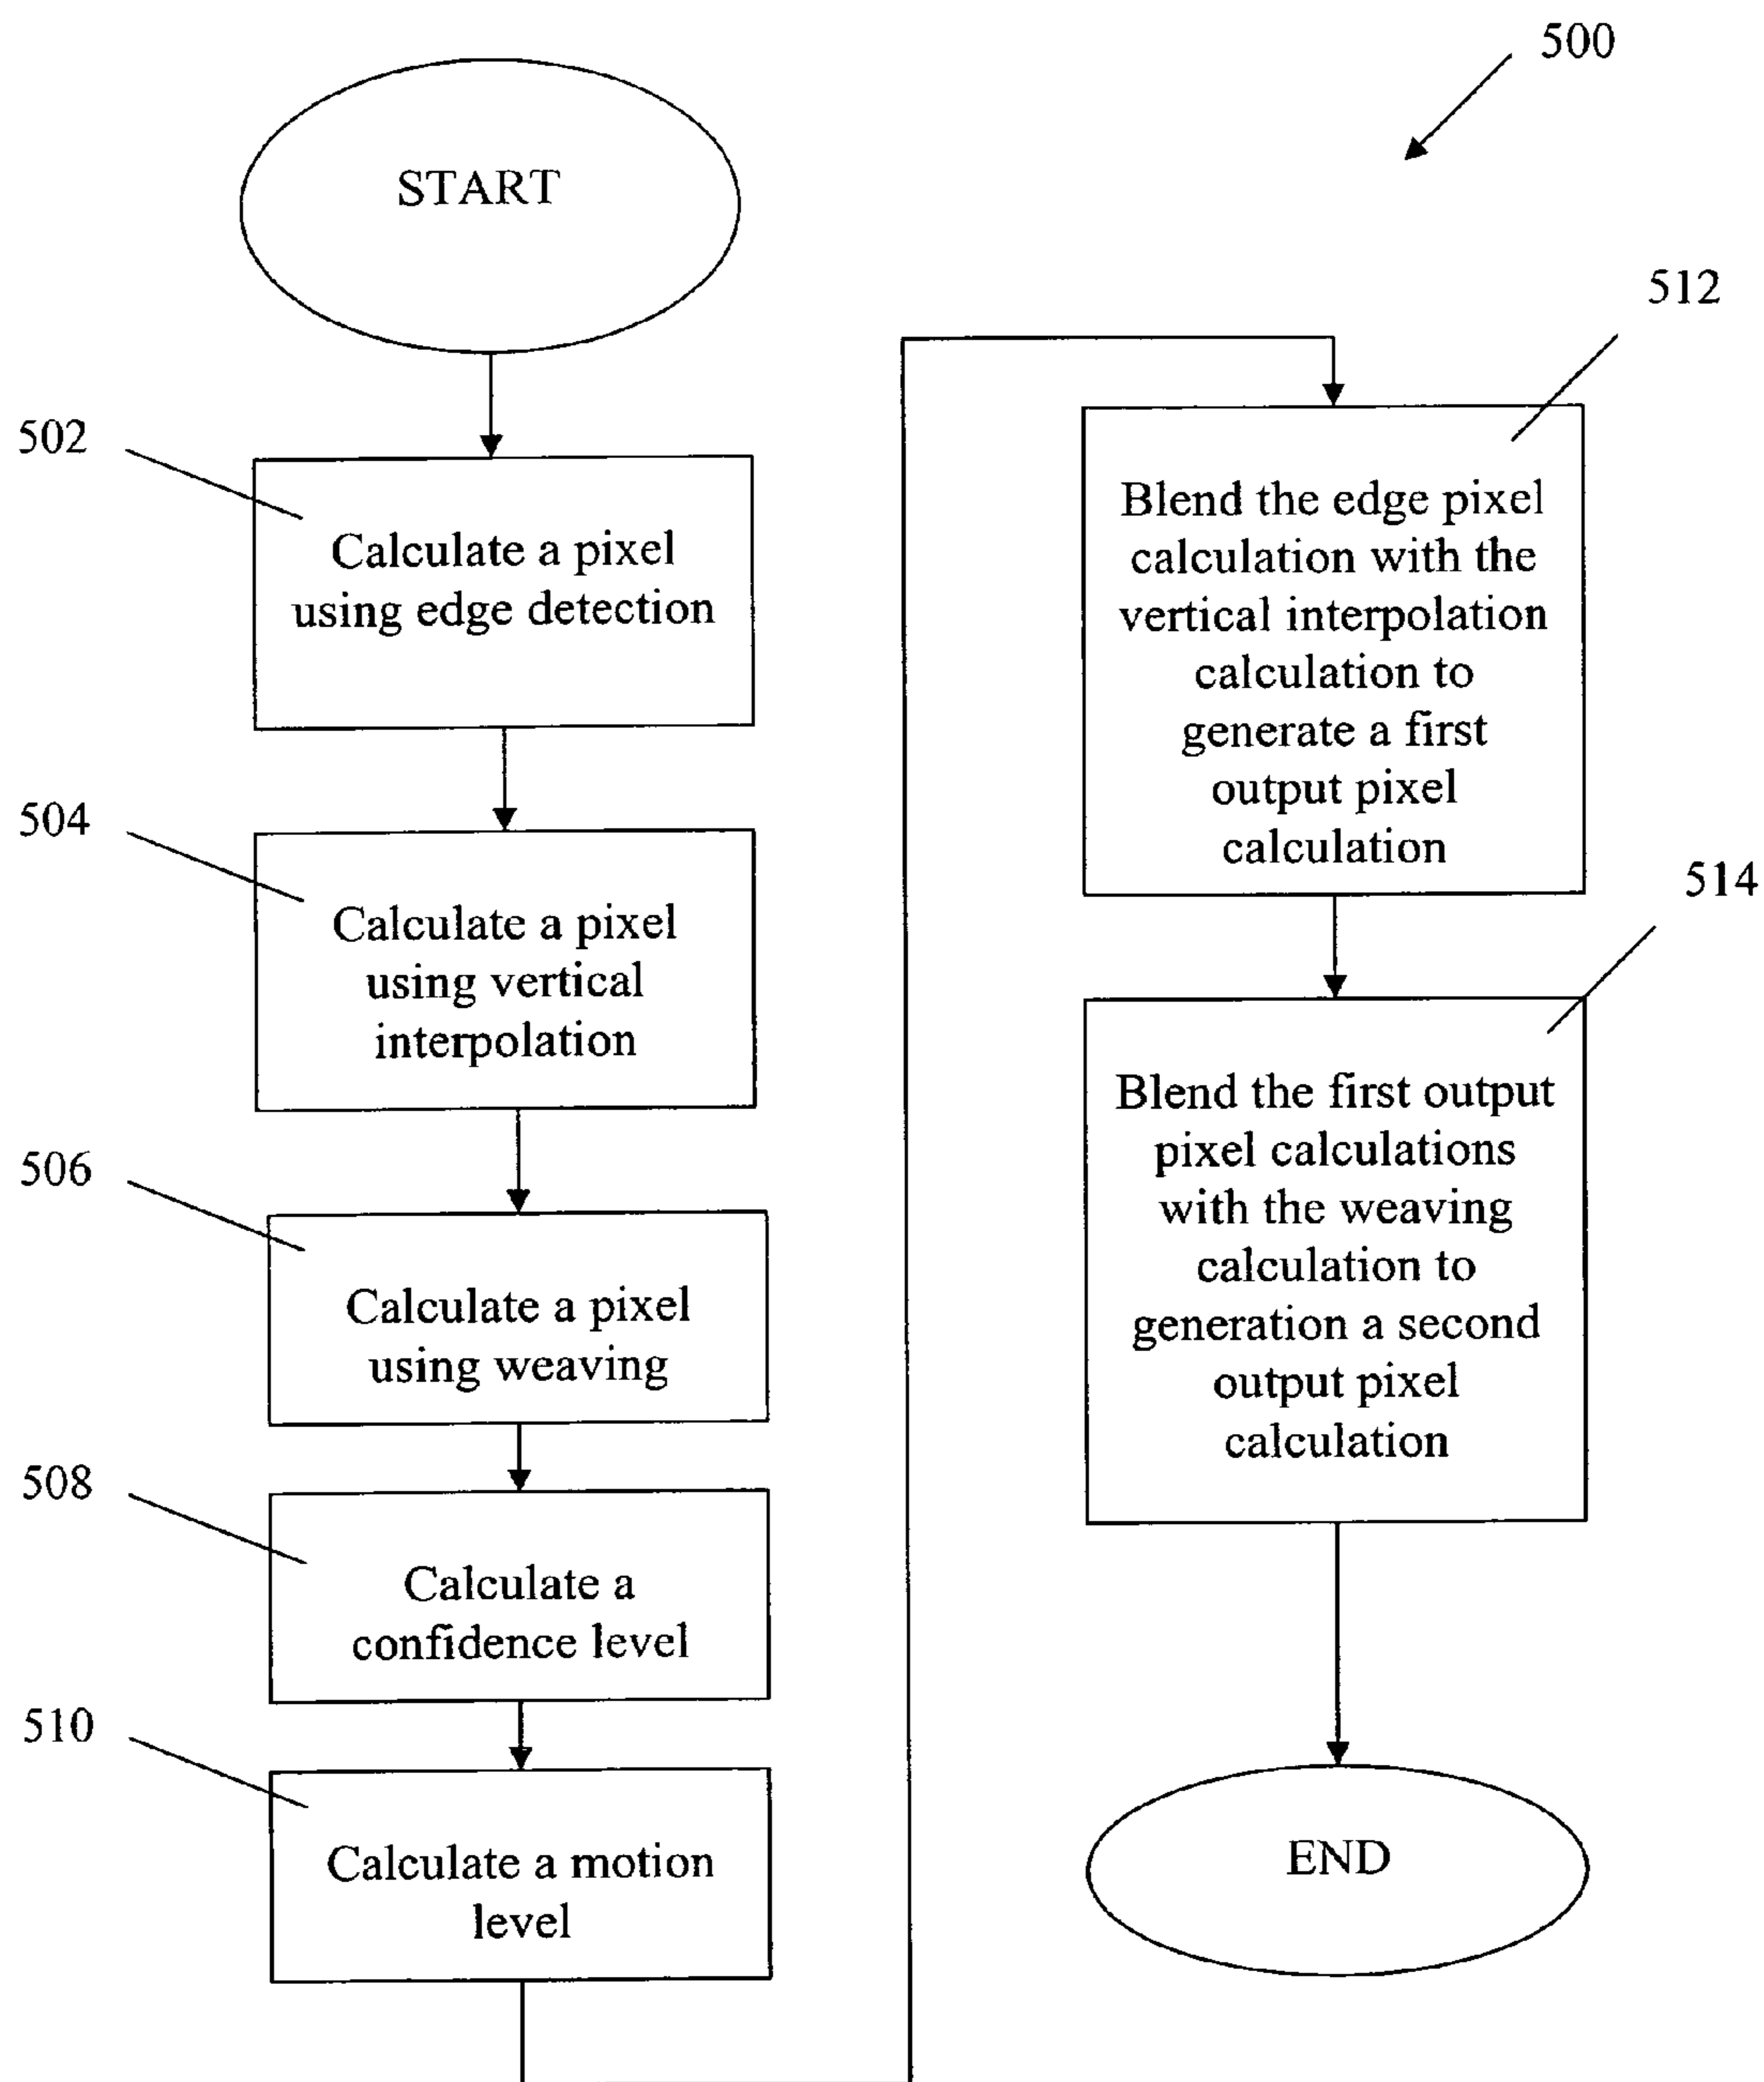 500
START
502
Calculate a pixel
using edge detection
504
Calculate a pixel
using vertical
interpolation
506
Calculate a pixel
using weaving
508
Calculate a
confidence level
510
Calculate a motion
level
512
Blend the edge pixel
calculation with the
vertical interpolation
calculation to
generate a first
output pixel
calculation
514
Blend the first output
pixel calculations
with the weaving
calculation to
generation a second
output pixel
calculation
END